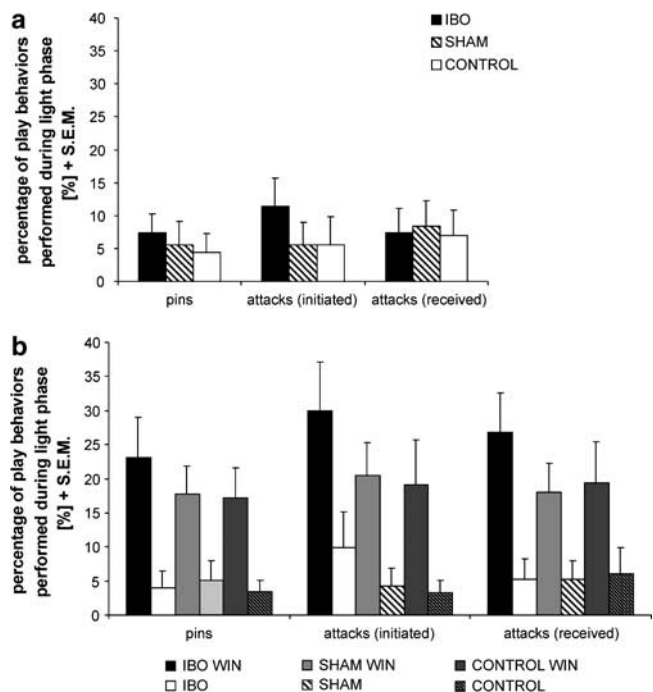 a
percentage of play behaviors
performed during light phase
[%] + S.E.M.
40
35
30
25
20
15
10
5
0
IBO
SHAM
CONTROL
pins
attacks (initiated)
attacks (received)
b
percentage of play behaviors
performed during light phase
[%] + S.E.M.
40
35
30
25
20
15
10
5
0
pins
attacks (initiated)
attacks (received)
IBO WIN
SHAM WIN
CONTROL WIN
IBO
SHAM
CONTROL